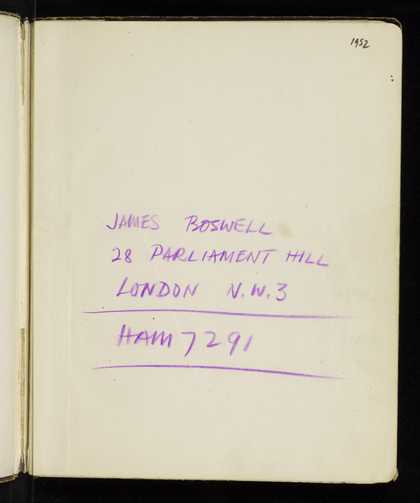 1952
JAMES BOSWELL
28 PARLIAMENT HILL
LONDON N.W.3
HAM 7291